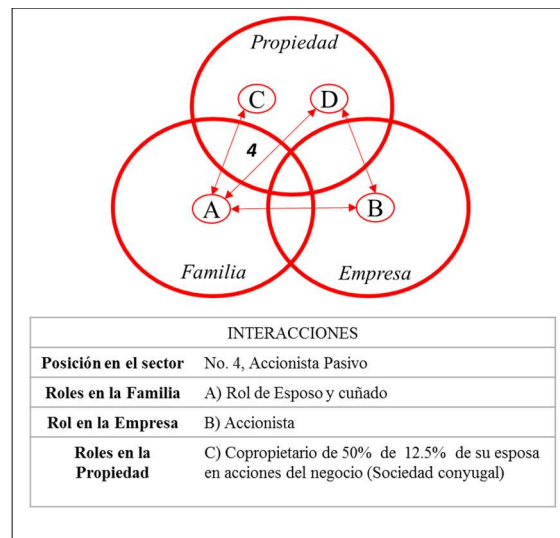 Propiedad
C D
4
A B
Familia Empresa
INTERACCIONES
Posición en el sector No. 4, Accionista Pasivo
Roles en la Familia A) Rol de Esposo y cuñado
Rol en la Empresa B) Accionista
Roles en la C) Copropietario de 50% de 12.5% de su esposa
Propiedad en acciones del negocio (Sociedad conyugal)